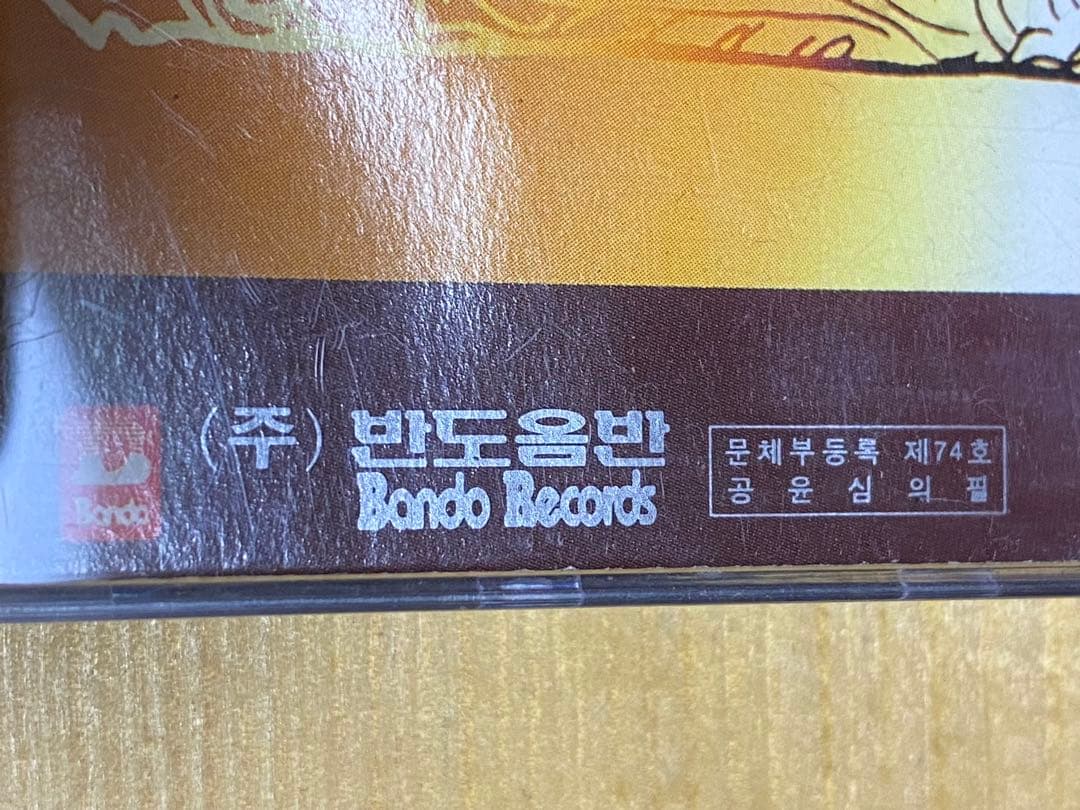 Bando
(주) 반도음반
Bando Records
문체부등록 제74호
공윤심의필